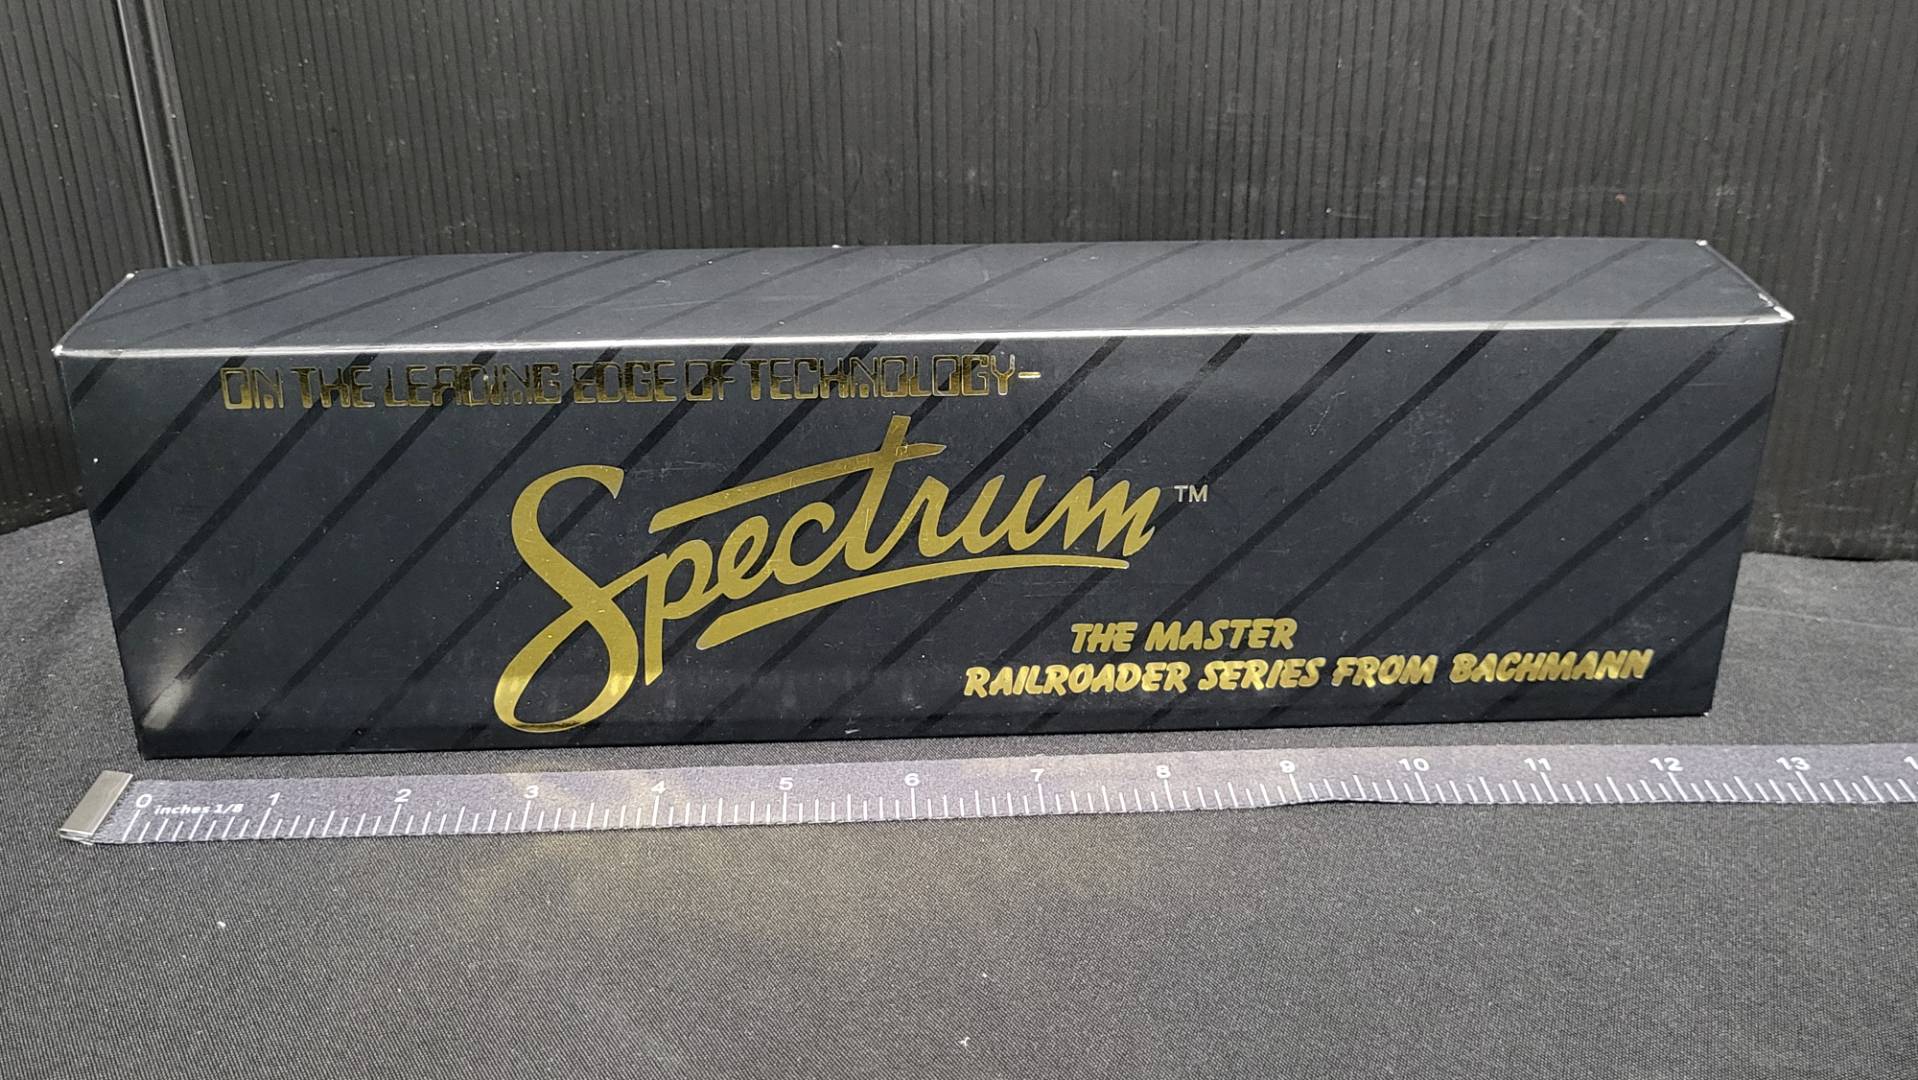 ON THE LEADING EDGE OF TECHNOLOGY-
Spectrum™
THE MASTER
RAILROADER SERIES FROM BACHMANN
0 inches 1/8 1 2 3 4 5 6 7 8 9 10 11 12 13